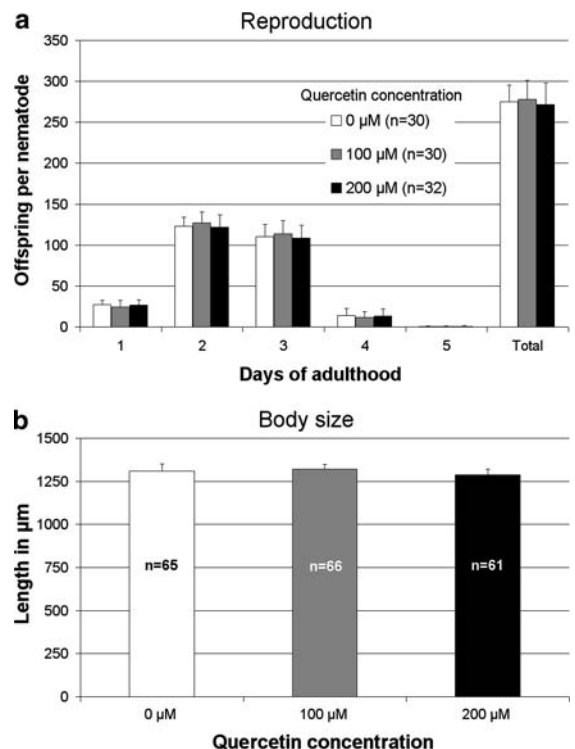 a
Reproduction
350
300
250
200
150
100
50
0
Offspring per nematode
Quercetin concentration
0 µM (n=30)
100 µM (n=30)
200 µM (n=32)
1 2 3 4 5 Total
Days of adulthood
b
Body size
1500
1250
1000
750
500
250
0
Length in µm
n=65 n=66 n=61
0 µM 100 µM 200 µM
Quercetin concentration